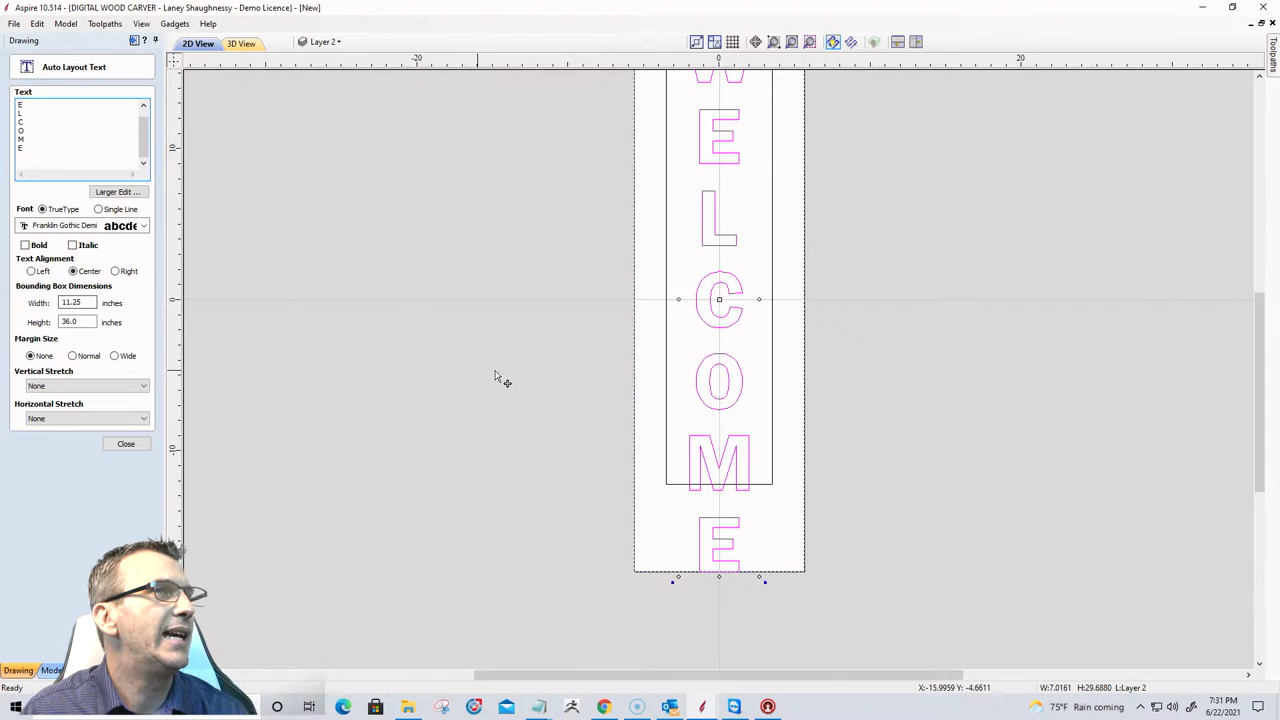 Aspire 10.514 - (DIGITAL WOOD CARVER - Laney Shaughnessy - Demo Licence) - [New]
File Edit Model Toolpaths View Gadgets Help
Drawing
2D View 3D View Layer 2
Auto Layout Text
-20 0 20
Toolpaths
Text
E
L
C
O
M
E
Larger Edit ...
Font TrueType Single Line
Franklin Gothic Demi abcde
Bold Italic
Text Alignment
Left Center Right
Bounding Box Dimensions
Width: 11.25 inches
Height: 36.0 inches
Margin Size
None Normal Wide
Vertical Stretch
None
Horizontal Stretch
None
Close
10
0
-10
W
E
L
C
O
M
E
Drawing
Ready
X:-15.9959 Y: -4.6611
W:7.0161 H:29.6880 L:Layer 2
75°F Rain coming
7:31 PM
6/22/2021